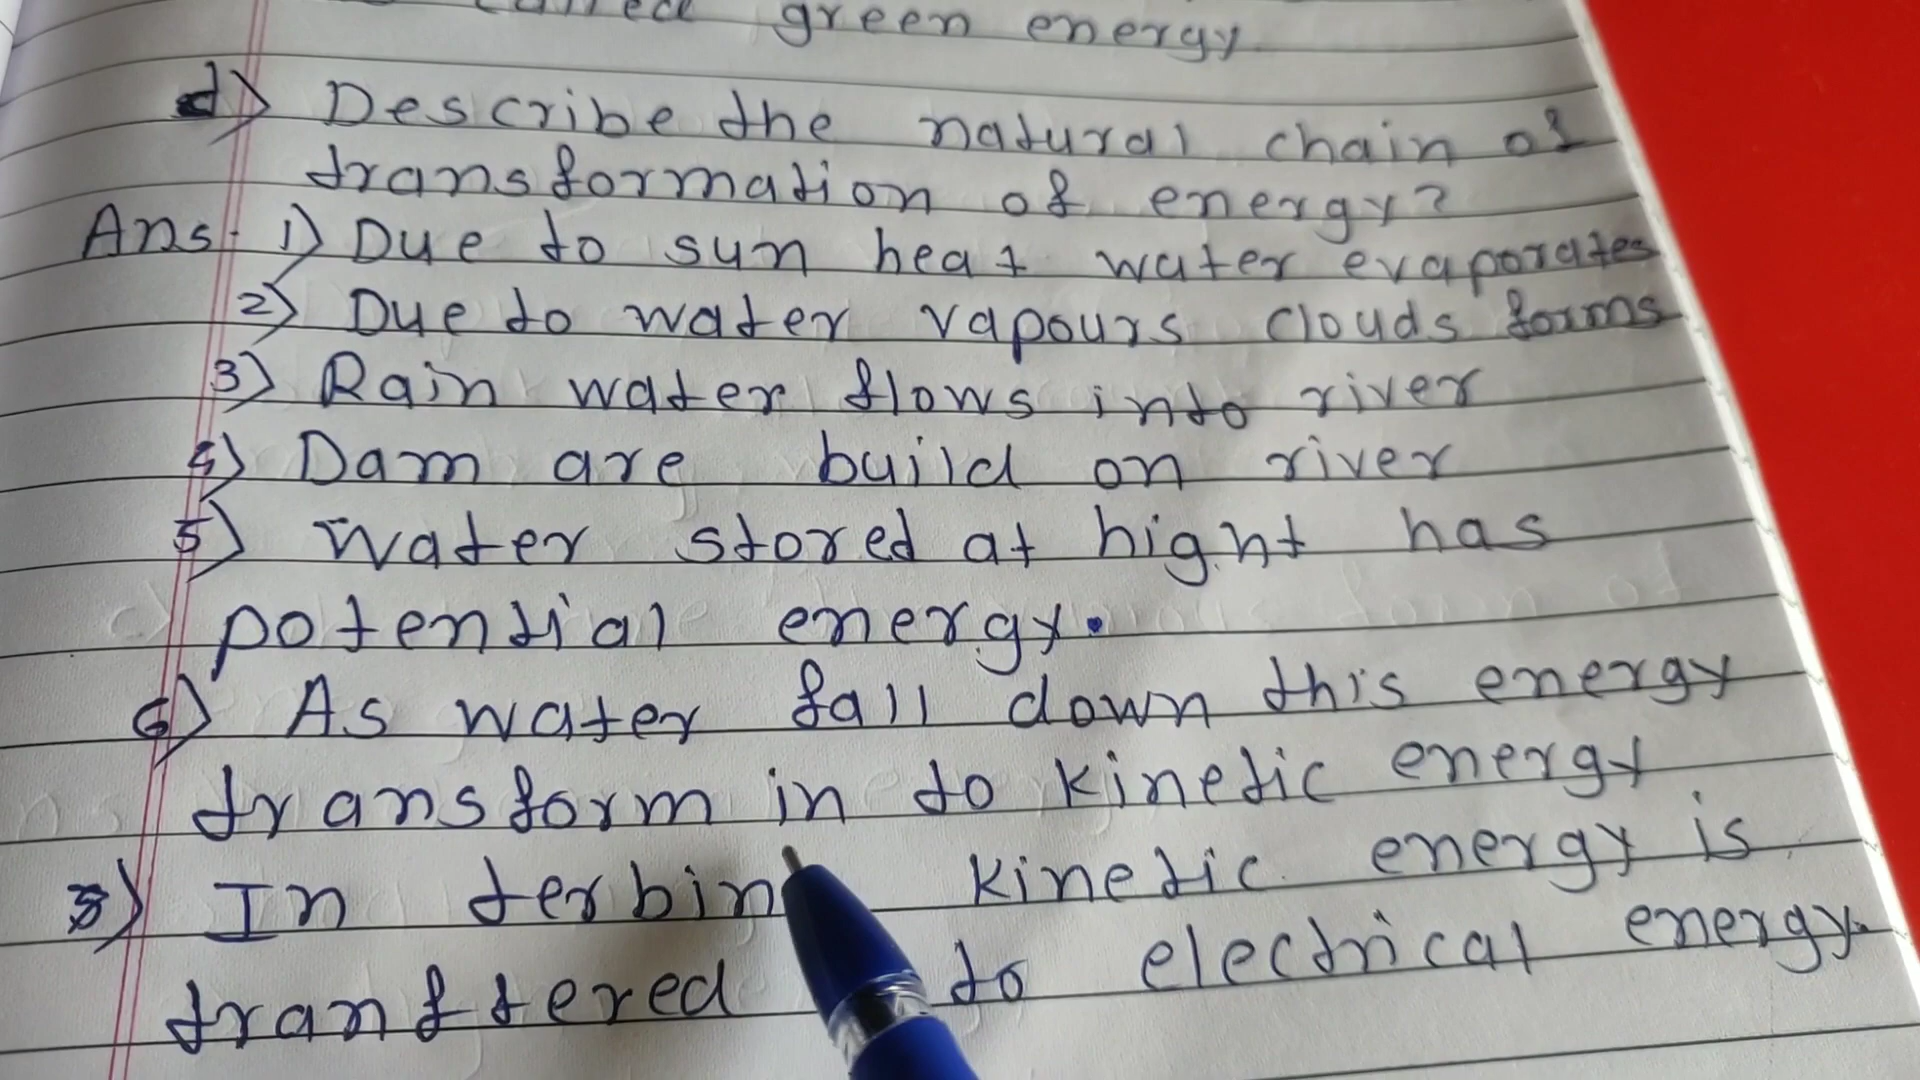 called green energy
d) Describe the natural chain of
transformation of energy?
Ans. 1) Due to sun heat water evaporates
2) Due to water vapours clouds forms
3) Rain water flows into river
4) Dam are build on river
5) Water stored at hight has
potential energy.
6) As water fall down this energy
transform in to kinetic energy
In terbin kinetic energy is
tranftered to electrical energy.